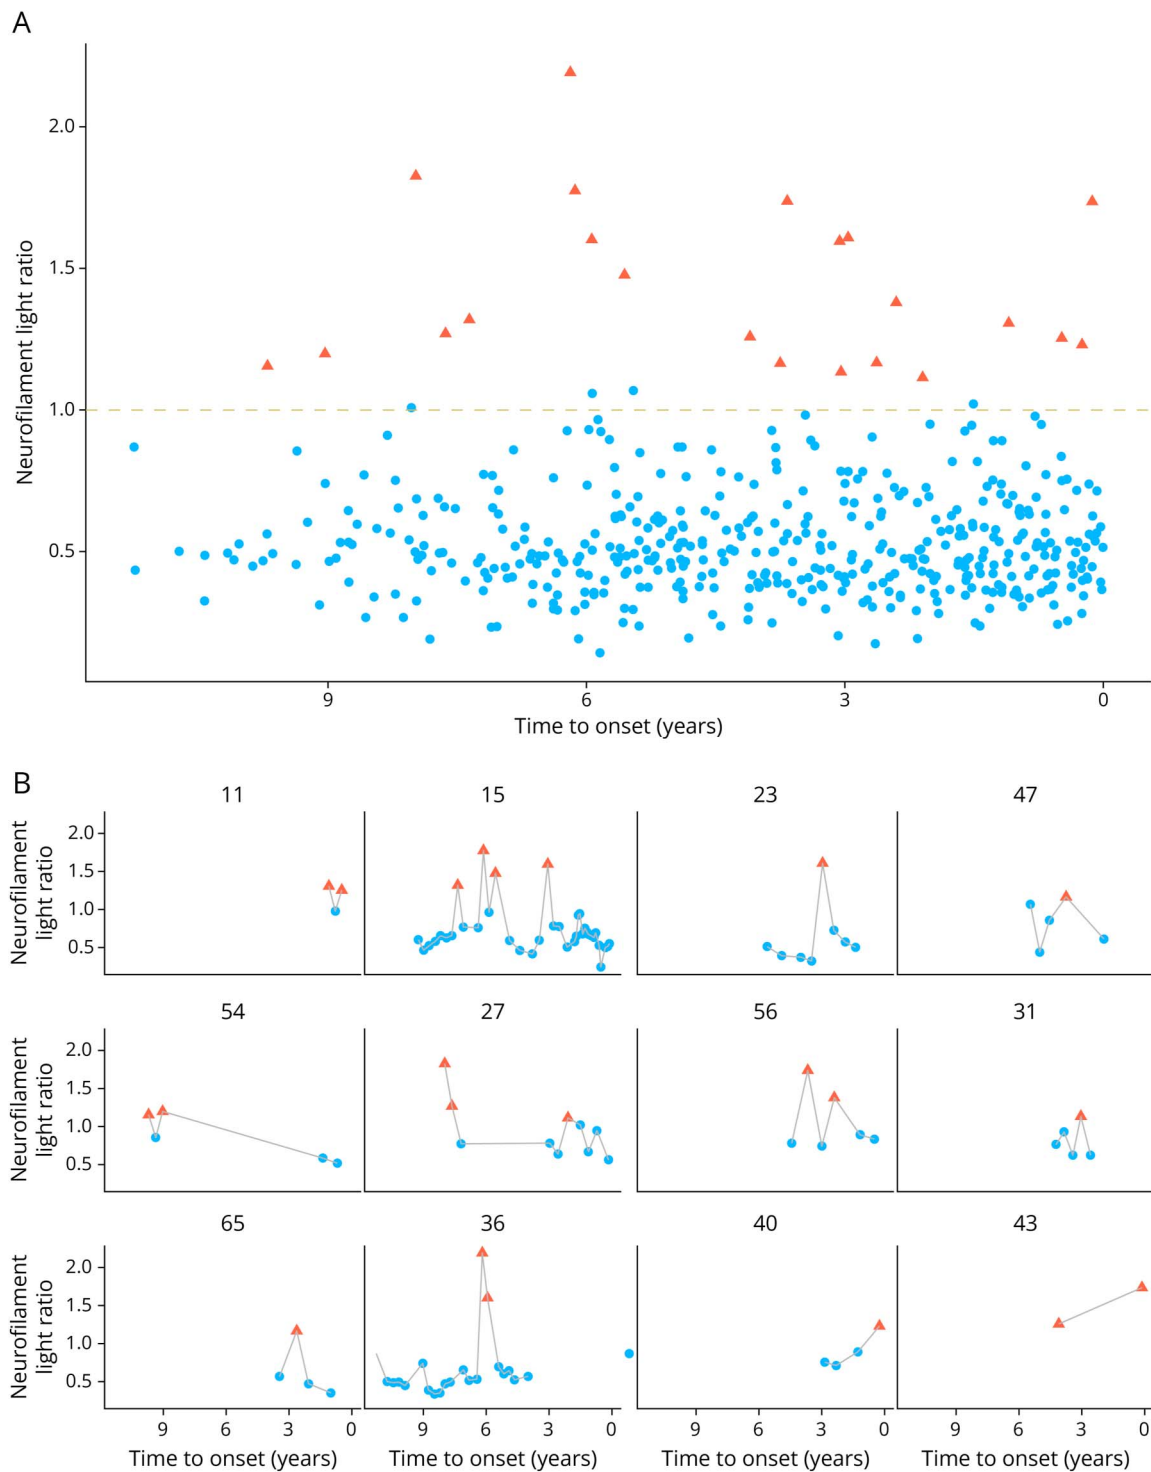 A
2.0
1.5
1.0
0.5
Neurofilament light ratio
9 6 3 0
Time to onset (years)
B
11 15 23 47
Neurofilament
light ratio
2.0
1.5
1.0
0.5
54 27 56 31
Neurofilament
light ratio
2.0
1.5
1.0
0.5
65 36 40 43
Neurofilament
light ratio
2.0
1.5
1.0
0.5
9 6 3 0 9 6 3 0 9 6 3 0 9 6 3 0
Time to onset (years) Time to onset (years) Time to onset (years) Time to onset (years)